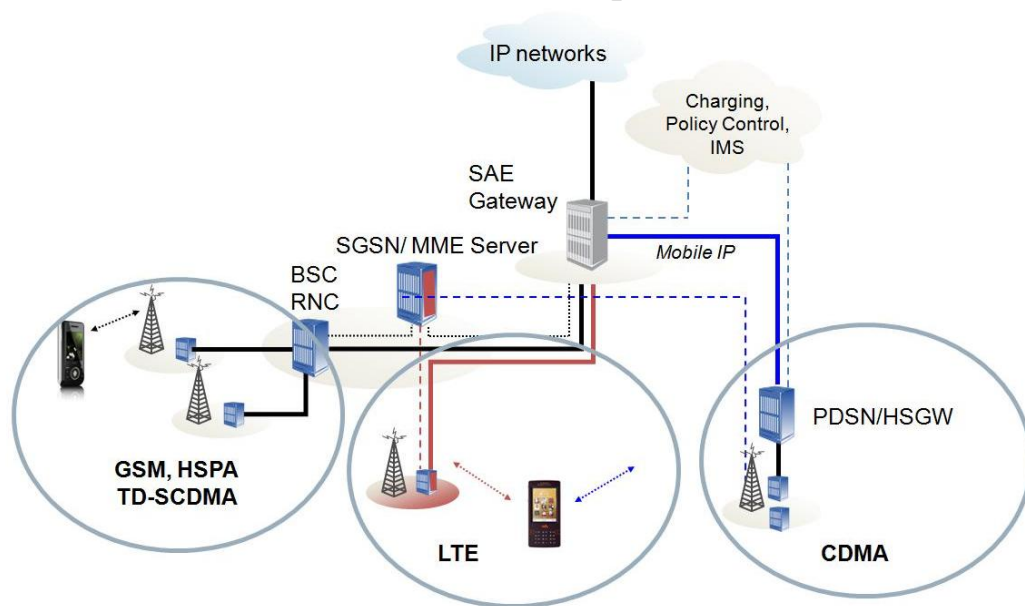 IP networks
Charging,
Policy Control,
IMS
SAE
Gateway
SGSN/ MME Server
Mobile IP
BSC
RNC
PDSN/HSGW
GSM, HSPA
TD-SCDMA
LTE
CDMA